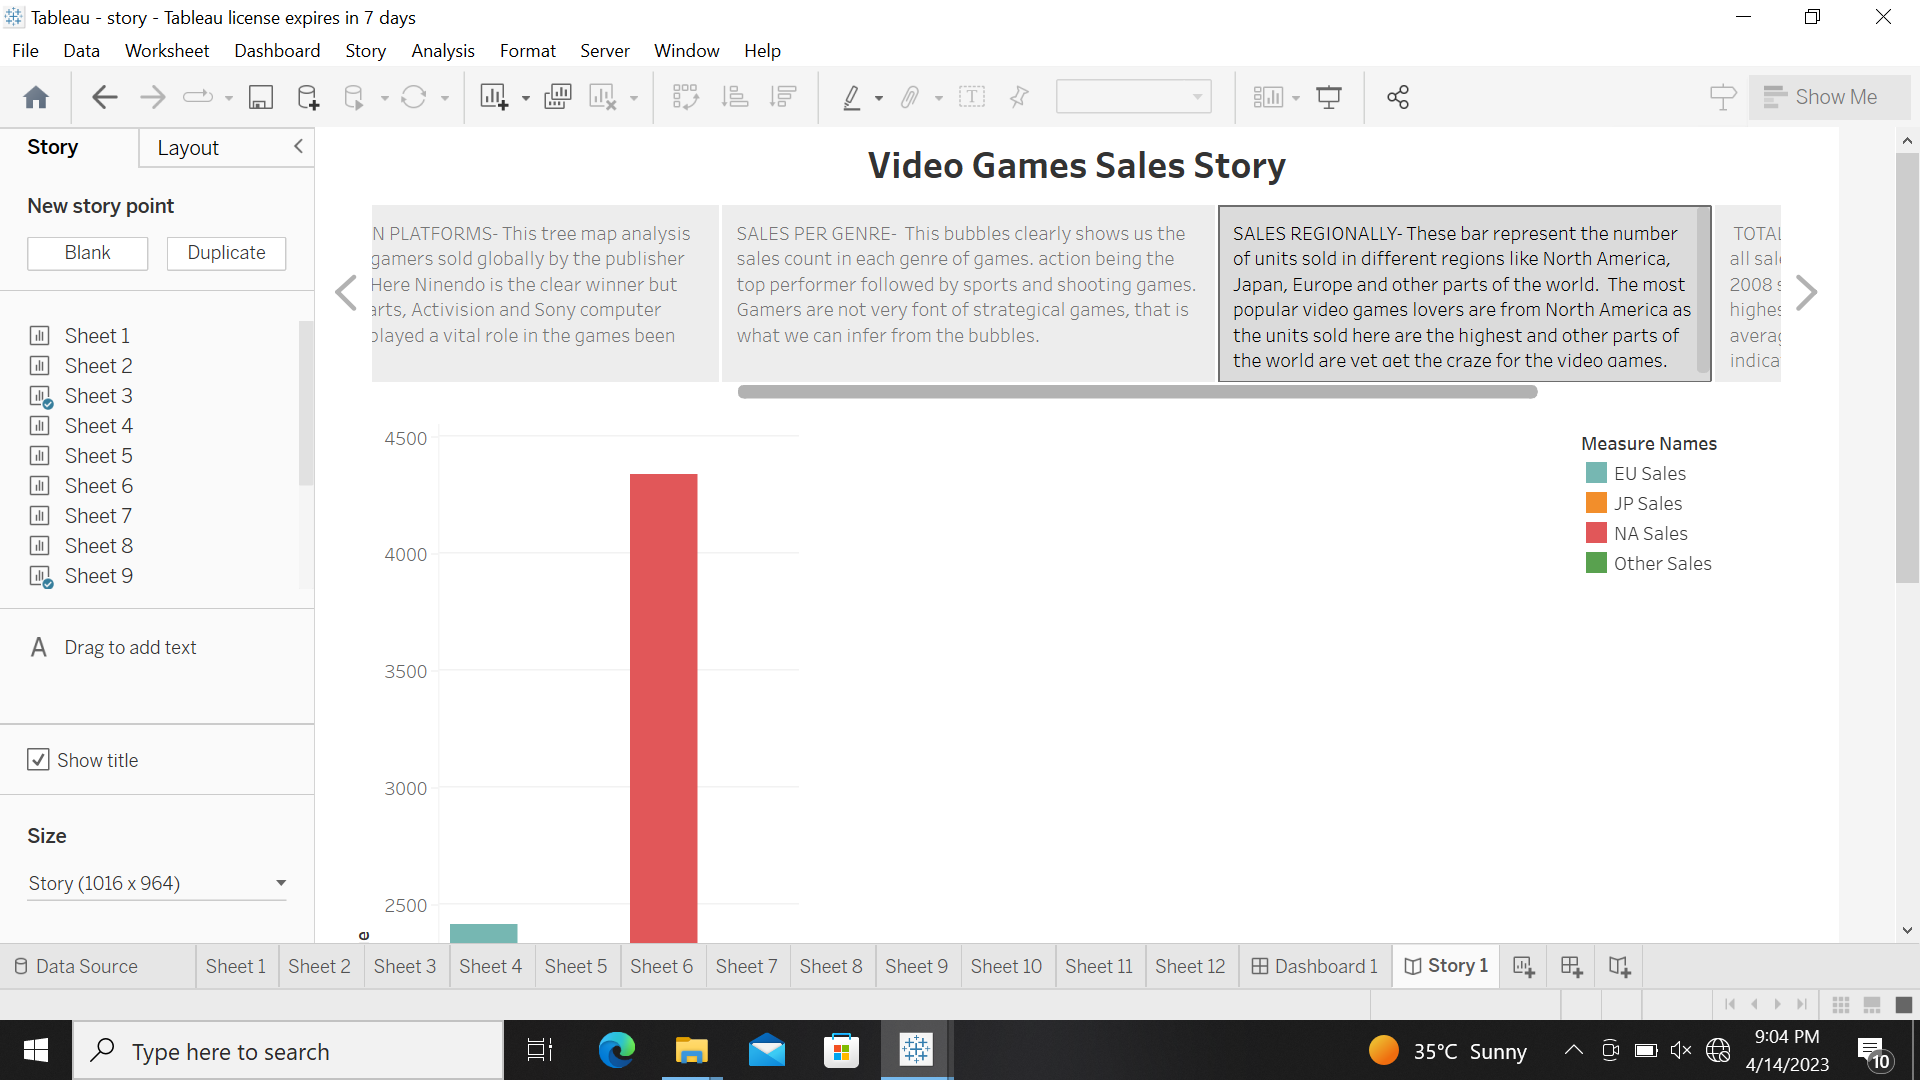 Tableau - story - Tableau license expires in 7 days
File Data Worksheet Dashboard Story Analysis Format Server Window Help
Show Me
Story Layout
New story point
Blank Duplicate
Sheet 1
Sheet 2
Sheet 3
Sheet 4
Sheet 5
Sheet 6
Sheet 7
Sheet 8
Sheet 9
A Drag to add text
Show title
Size
Story (1016 x 964)
Video Games Sales Story
N PLATFORMS- This tree map analysis
gamers sold globally by the publisher
Here Ninendo is the clear winner but
arts, Activision and Sony computer
played a vital role in the games been
SALES PER GENRE- This bubbles clearly shows us the
sales count in each genre of games. action being the
top performer followed by sports and shooting games.
Gamers are not very font of strategical games, that is
what we can infer from the bubbles.
SALES REGIONALLY- These bar represent the number
of units sold in different regions like North America,
Japan, Europe and other parts of the world. The most
popular video games lovers are from North America as
the units sold here are the highest and other parts of
the world are yet get the craze for the video games.
TOTAL
all sale
2008 s
highes
averag
indica
4500
4000
3500
3000
2500
e
Measure Names
EU Sales
JP Sales
NA Sales
Other Sales
Data Source Sheet 1 Sheet 2 Sheet 3 Sheet 4 Sheet 5 Sheet 6 Sheet 7 Sheet 8 Sheet 9 Sheet 10 Sheet 11 Sheet 12 Dashboard 1 Story 1
Type here to search
35°C Sunny
9:04 PM
4/14/2023
10